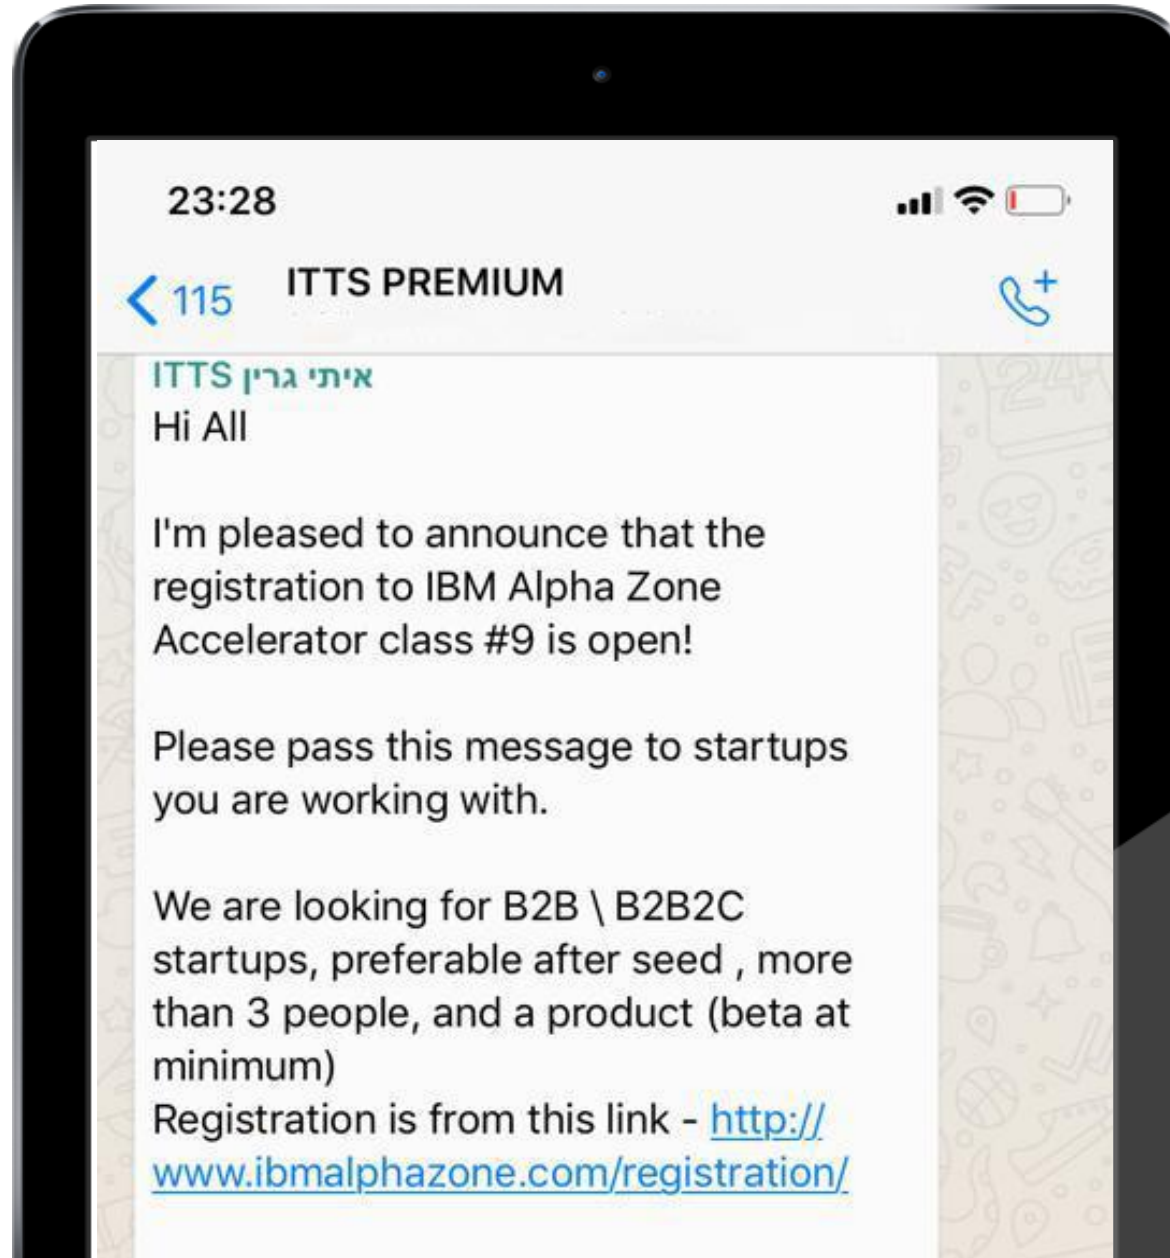 23:28
115
ITTS PREMIUM
איתי גרין ITTS
Hi All
I'm pleased to announce that the
registration to IBM Alpha Zone
Accelerator class #9 is open!
Please pass this message to startups
you are working with.
We are looking for B2B \ B2B2C
startups, preferable after seed , more
than 3 people, and a product (beta at
minimum)
Registration is from this link - http://
www.ibmalphazone.com/registration/